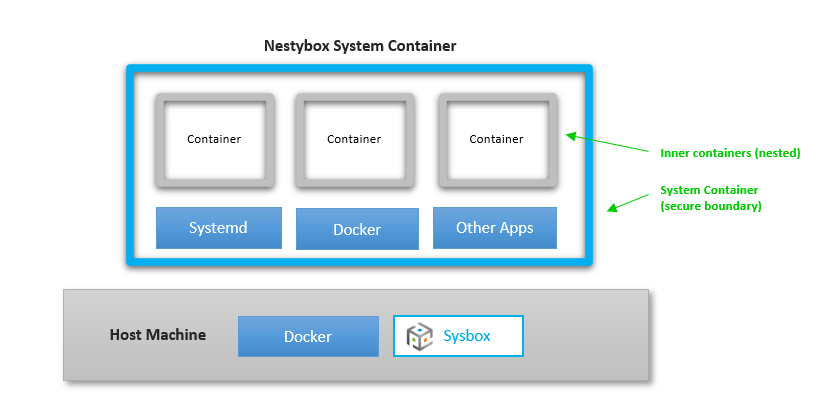 Nestybox System Container
Container
Container
Container
Inner containers (nested)
System Container
(secure boundary)
Systemd
Docker
Other Apps
Host Machine
Docker
Sysbox